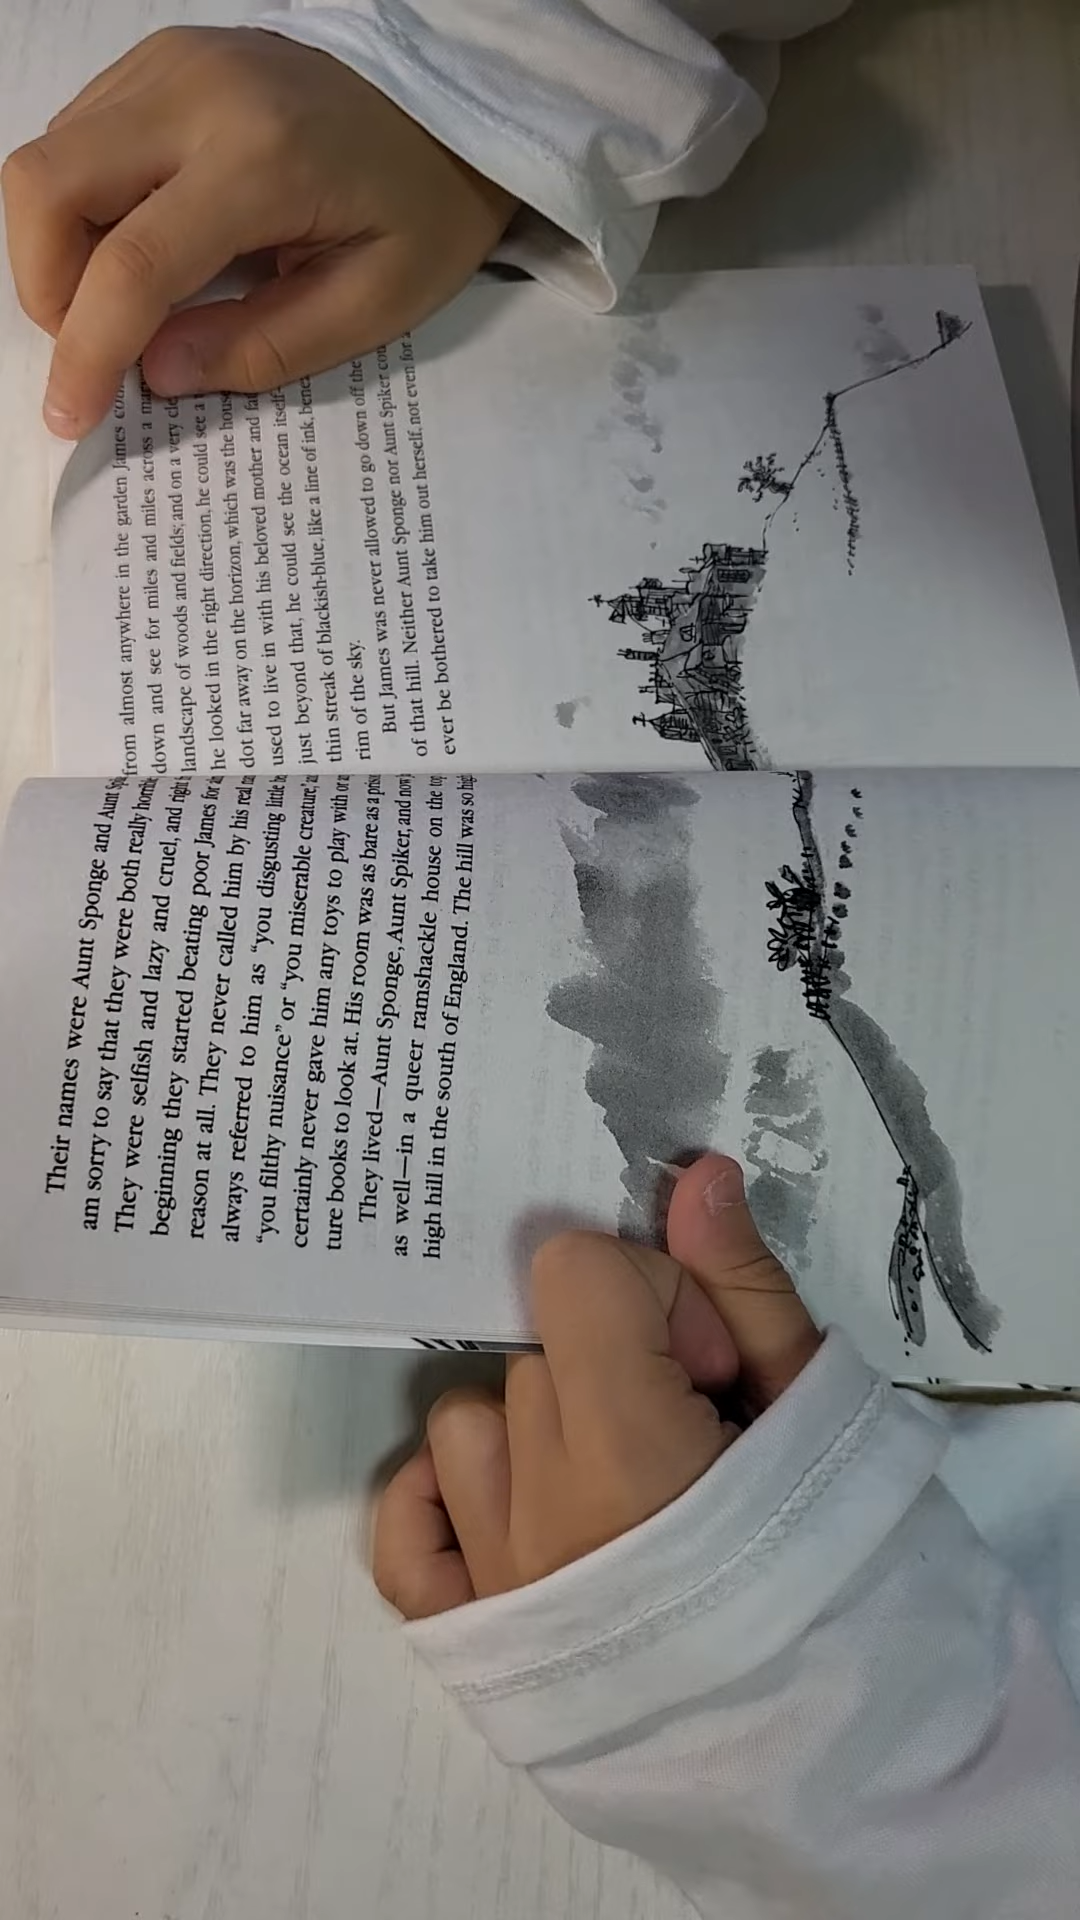 Their names were Aunt Sponge and Aunt
am sorry to say that they were both really
They were selfish and lazy and cruel, and right
beginning they started beating poor James for
reason at all. They never called him by his real
always referred to him as “you disgusting little
“you filthy nuisance” or “you miserable creature,”
certainly never gave him any toys to play with or
ture books to look at. His room was as bare as a
They lived—Aunt Sponge, Aunt Spiker, and now
as well—in a queer ramshackle house on the
high hill in the south of England. The hill was so
from almost anywhere in the garden James
down and see for miles and miles across a
landscape of woods and fields; and on a very
he looked in the right direction, he could see a
dot far away on the horizon, which was the house
used to live in with his beloved mother and
just beyond that, he could see the ocean itself—
thin streak of blackish-blue, like a line of ink,
rim of the sky.
But James was never allowed to go down off the
of that hill. Neither Aunt Sponge nor Aunt Spiker
ever be bothered to take him out herself, not even for a